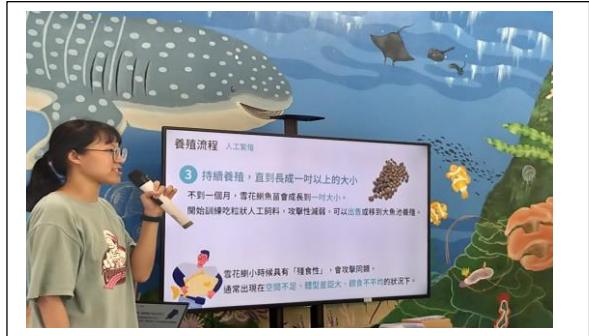 養殖流程 人工繁殖
3 持續養殖，直到長成一吋以上的大小
不到一個月，雪花鯏魚苗會成長到一吋大小。
開始訓練吃粒狀人工飼料，攻擊性減弱，可以出售或移到大魚池養殖。
雪花鯏小時候具有「殘食性」，會攻擊同類，
通常出現在空間不足、體型差距大、餵食不平均的狀況下。